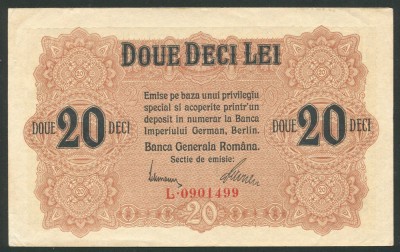 DOUE DECI LEI
Emise pe baza unui privilegiu
special si acoperite printr'un
deposit in numerar la Banca
Imperiului German, Berlin.
Banca Generala Română.
Sectie de emisie:
DOUE 20 DECI
DOUE 20 DECI
L·0901499
20